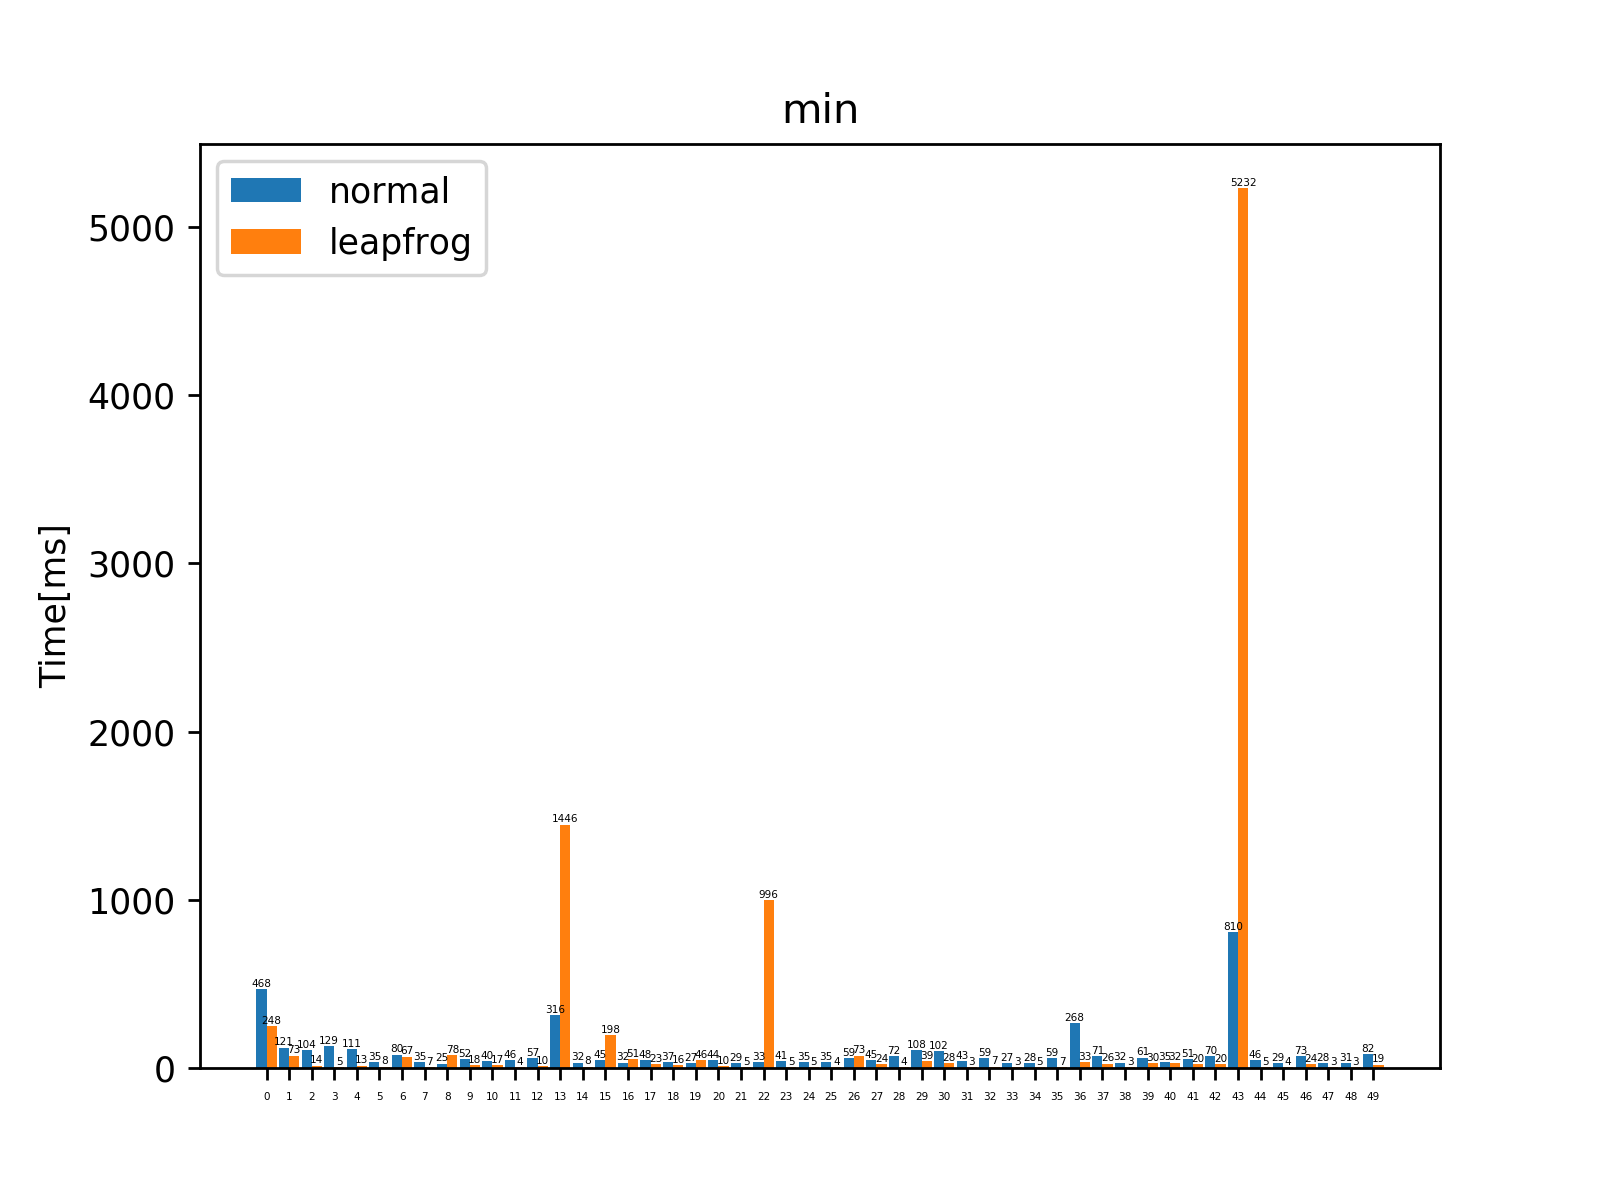 min
normal
leapfrog
Time[ms]
5000
4000
3000
2000
1000
0
468 248 121 73 104 14 129 5 111 13 35 8 80 67 35 7 25 78 52 18 40 17 46 4 57 10 316 1446 32 8 45 198 32 51 48 23 37 16 27 46 44 10 29 5 33 996 41 5 35 5 35 4 59 73 45 24 72 4 108 39 102 28 43 3 59 7 27 3 28 5 59 7 268 33 71 26 32 3 61 30 35 32 51 20 70 20 810 5232 46 5 29 4 73 24 28 3 31 3 82 19
0 1 2 3 4 5 6 7 8 9 10 11 12 13 14 15 16 17 18 19 20 21 22 23 24 25 26 27 28 29 30 31 32 33 34 35 36 37 38 39 40 41 42 43 44 45 46 47 48 49